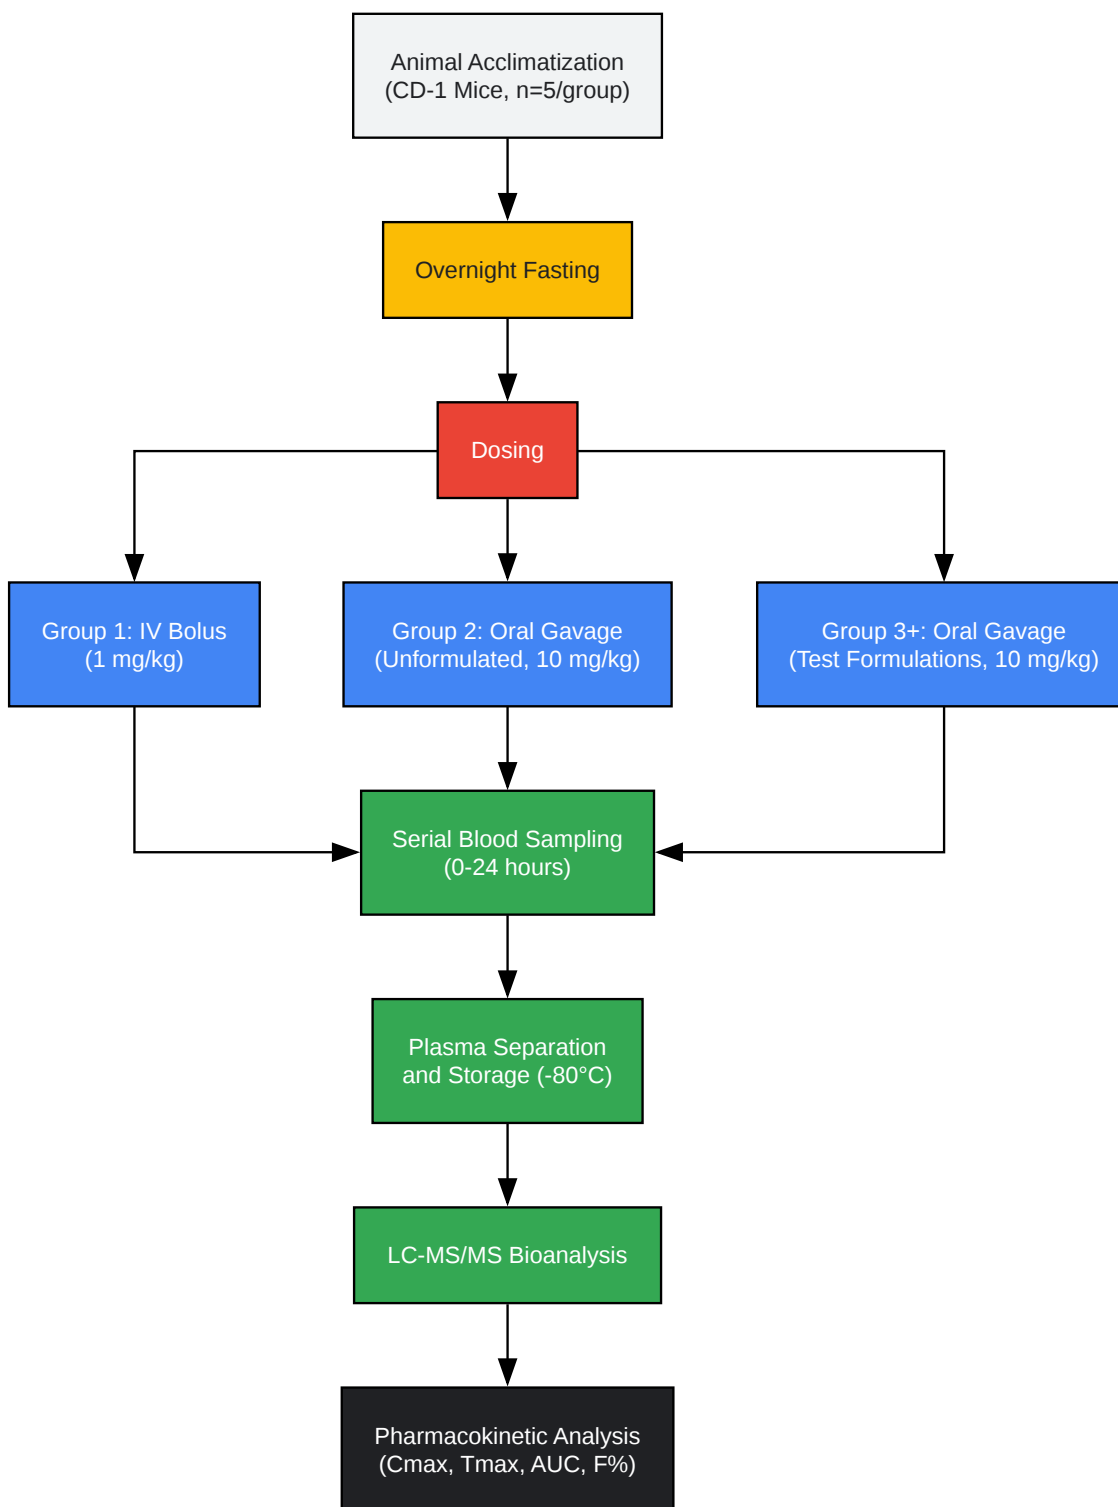 Animal Acclimatization
(CD-1 Mice, n=5/group)
Overnight Fasting
Dosing
Group 1: IV Bolus
(1 mg/kg)
Group 2: Oral Gavage
(Unformulated, 10 mg/kg)
Group 3+: Oral Gavage
(Test Formulations, 10 mg/kg)
Serial Blood Sampling
(0-24 hours)
Plasma Separation
and Storage (-80°C)
LC-MS/MS Bioanalysis
Pharmacokinetic Analysis
(Cmax, Tmax, AUC, F%)